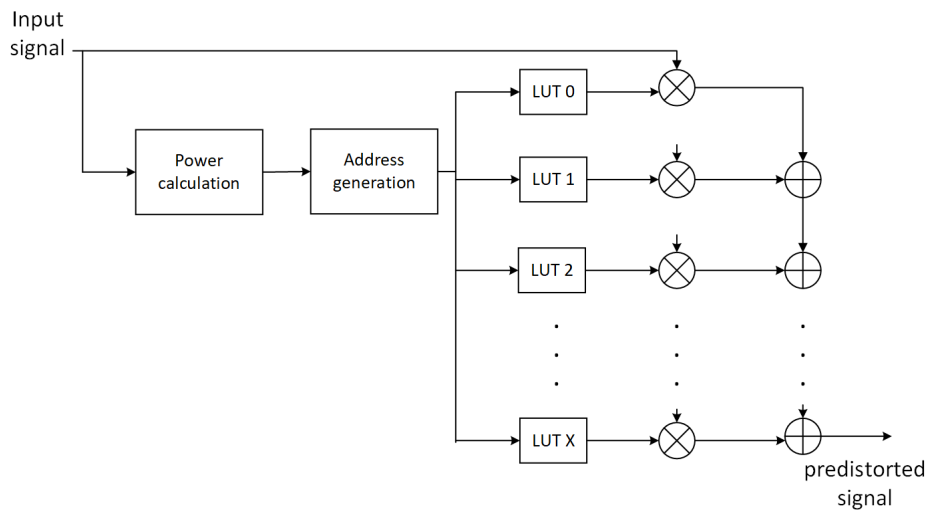 Input
signal
Power
calculation
Address
generation
LUT 0
LUT 1
LUT 2
LUT X
predistorted
signal